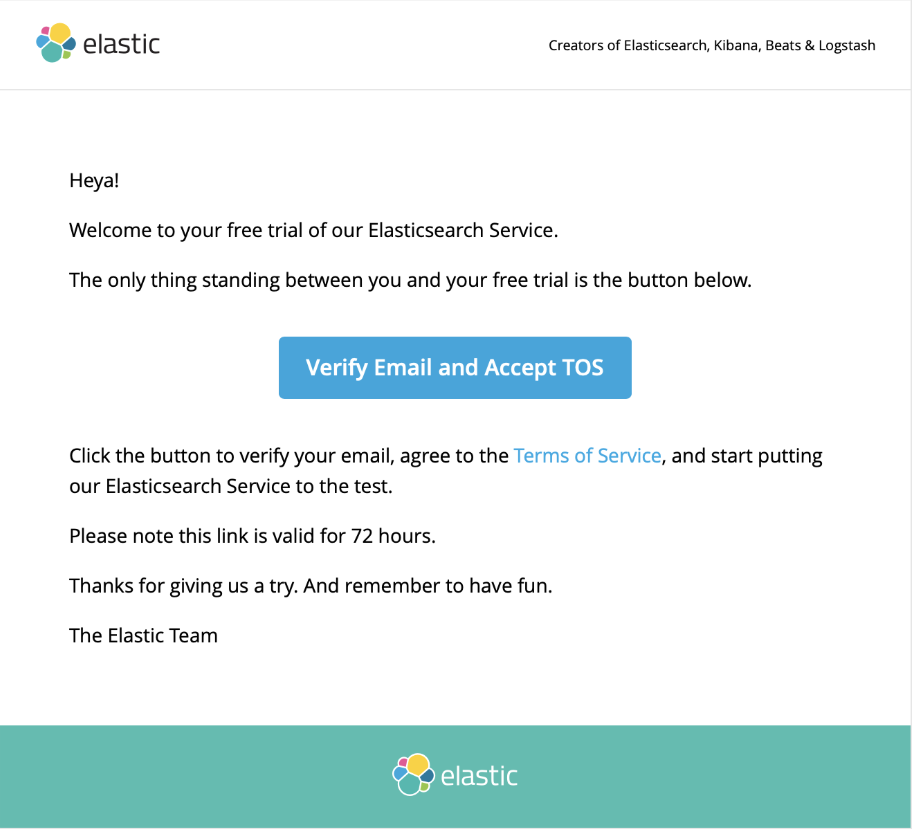 elastic
Creators of Elasticsearch, Kibana, Beats & Logstash
Heya!
Welcome to your free trial of our Elasticsearch Service.
The only thing standing between you and your free trial is the button below.
Verify Email and Accept TOS
Click the button to verify your email, agree to the Terms of Service, and start putting
our Elasticsearch Service to the test.
Please note this link is valid for 72 hours.
Thanks for giving us a try. And remember to have fun.
The Elastic Team
elastic